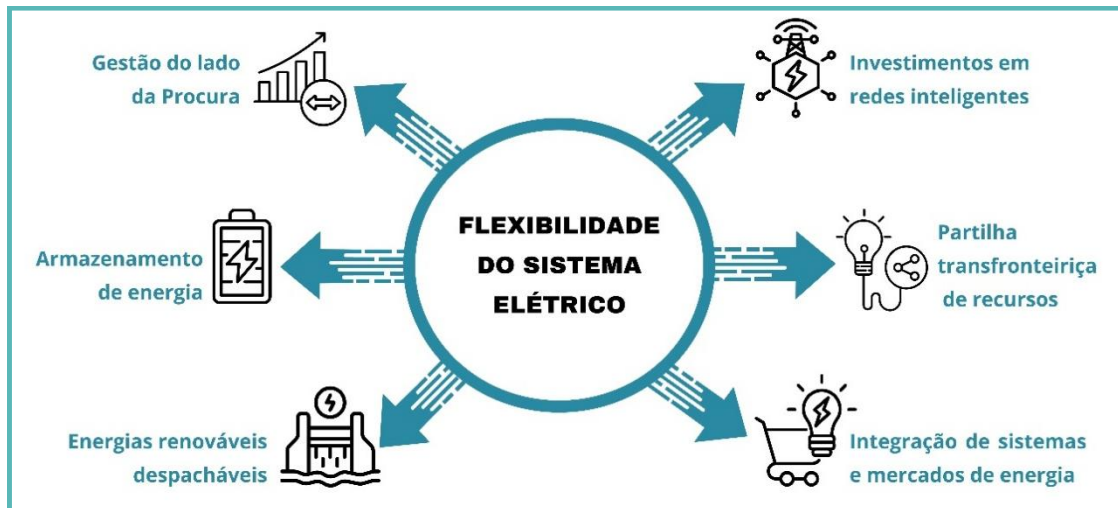 Gestão do lado
da Procura
Investimentos em
redes inteligentes
FLEXIBILIDADE
DO SISTEMA
ELÉTRICO
Armazenamento
de energia
Partilha
transfronteiriça
de recursos
Energias renováveis
despacháveis
Integração de sistemas
e mercados de energia